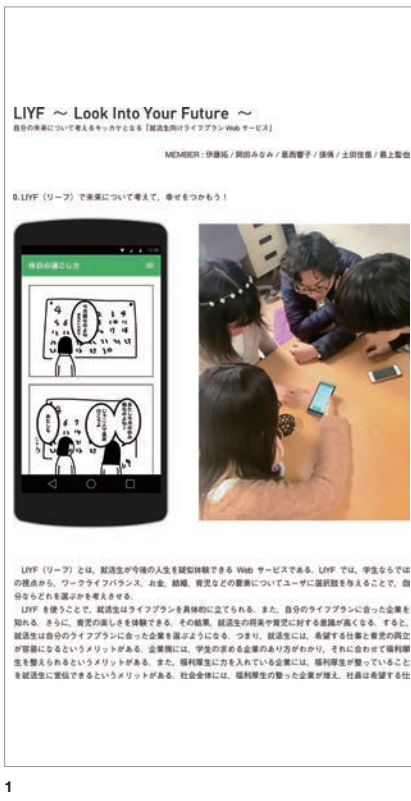 LIYF ～ Look Into Your Future ～
自分の未来について考えるキッカケとなる「就活生向けライフプラン Web サービス」
MEMBER : 伊藤拓 / 岡田みなみ / 葛西響子 / 張倩 / 土田佳苗 / 最上聖也
0.LIYF（リーフ）で未来について考えて、幸せをつかもう！
休日の過ごし方
LIYF（リーフ）とは、就活生が今後の人生を疑似体験できる Web サービスである。LIYF では、学生ならでは
の視点から、ワークライフバランス、お金、結婚、育児などの要素についてユーザに選択肢を与えることで、自
分ならどれを選ぶかを考えさせる。
LIYF を使うことで、就活生はライフプランを具体的に立てられる。また、自分のライフプランに合った企業を
知れる。さらに、育児の楽しさを体験できる。その結果、就活生の将来や育児に対する意識が高くなる。すると、
就活生は自分のライフプランに合った企業を選ぶようになる。つまり、就活生には、希望する仕事と育児の両立
が容易になるというメリットがある。企業側には、学生の求める企業のあり方がわかり、それに合わせて福利厚
生を整えられるというメリットがある。また、福利厚生に力を入れている企業には、福利厚生が整っていること
を就活生に宣伝できるというメリットがある。社会全体には、福利厚生の整った企業が増え、社員は希望する仕
1